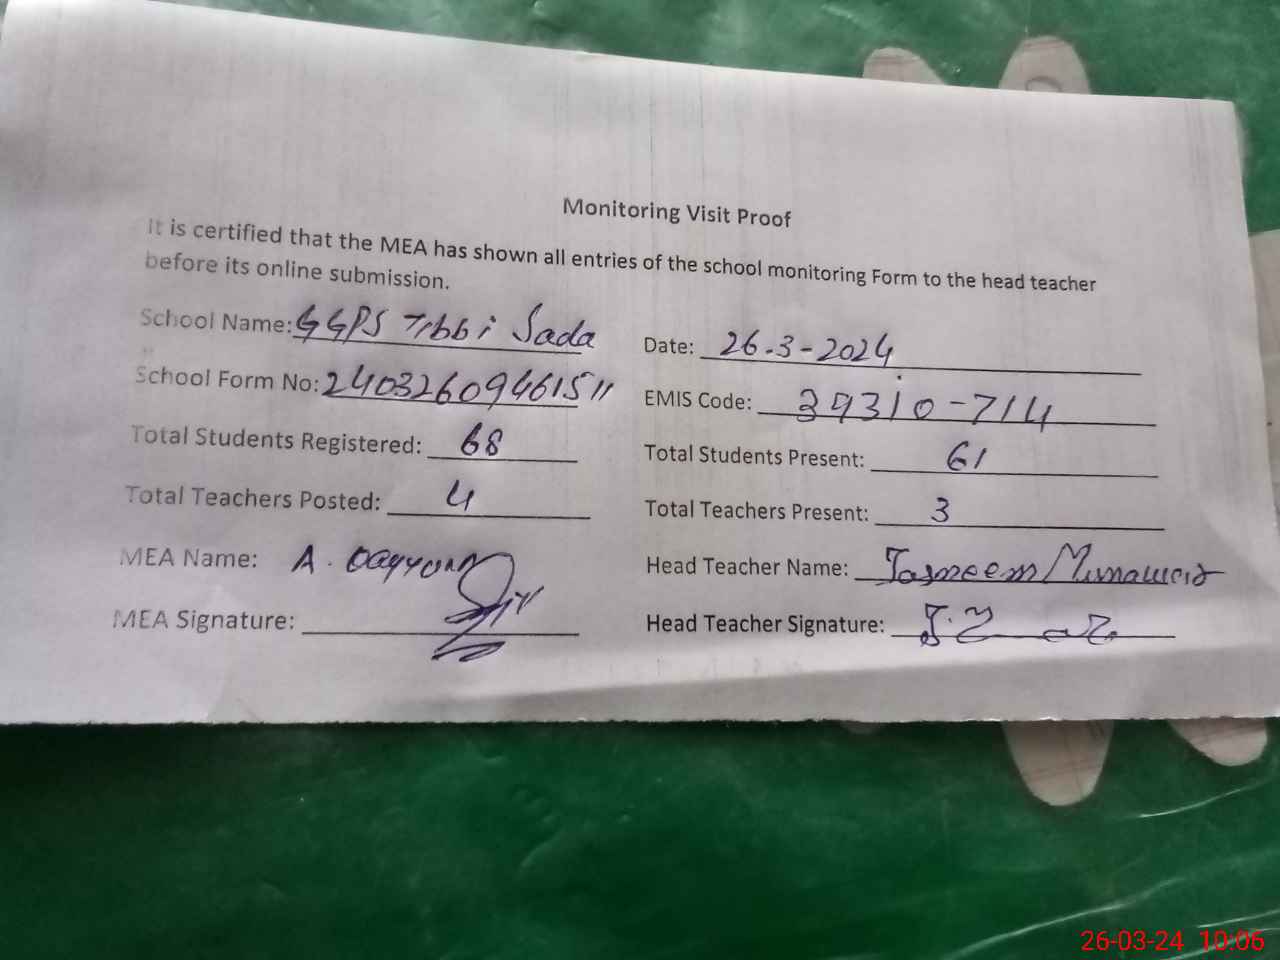 Monitoring Visit Proof
It is certified that the MEA has shown all entries of the school monitoring Form to the head teacher
before its online submission.
School Name: GGPS Tibbi Sada
Date: 26-3-2024
School Form No: 24032609461511
EMIS Code: 39310-714
Total Students Registered: 68
Total Students Present: 61
Total Teachers Posted: 4
Total Teachers Present: 3
MEA Name: A.
Head Teacher Name: Tasneem Munawar
MEA Signature:
Head Teacher Signature:
26-03-24 10:06